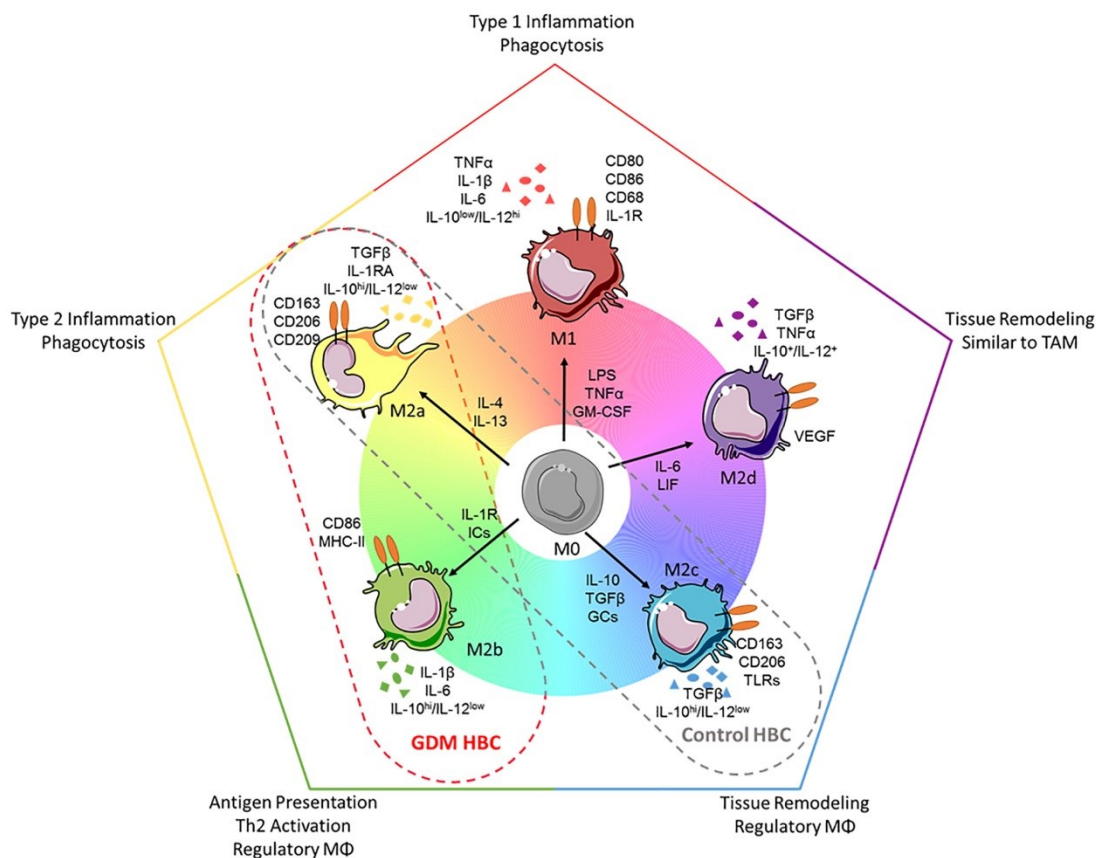 Type 1 Inflammation
Phagocytosis
TNFα
IL-1β
IL-6
IL-10low/IL-12hi
CD80
CD86
CD68
IL-1R
M1
LPS
TNFα
GM-CSF
TGFβ
IL-1RA
IL-10hi/IL-12low
CD163
CD206
CD209
M2a
IL-4
IL-13
Type 2 Inflammation
Phagocytosis
TGFβ
TNFα
IL-10+/IL-12+
VEGF
M2d
IL-6
LIF
Tissue Remodeling
Similar to TAM
M0
CD86
MHC-II
IL-1R
ICs
M2b
IL-1β
IL-6
IL-10hi/IL-12low
GDM HBC
M2c
IL-10
TGFβ
GCs
CD163
CD206
TLRs
TGFβ
IL-10hi/IL-12low
Control HBC
Antigen Presentation
Th2 Activation
Regulatory MΦ
Tissue Remodeling
Regulatory MΦ